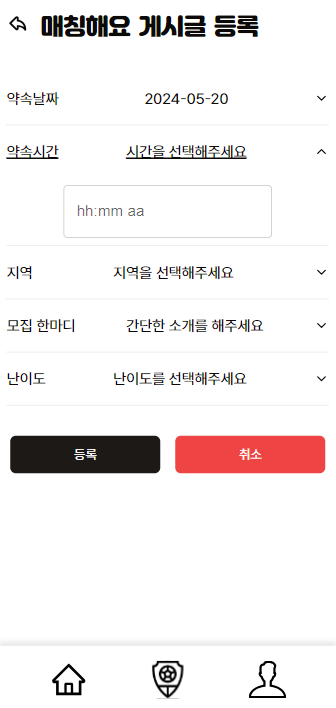 매칭해요 게시글 등록
약속날짜 2024-05-20
약속시간 시간을 선택해주세요
hh:mm aa
지역 지역을 선택해주세요
모집 한마디 간단한 소개를 해주세요
난이도 난이도를 선택해주세요
등록 취소